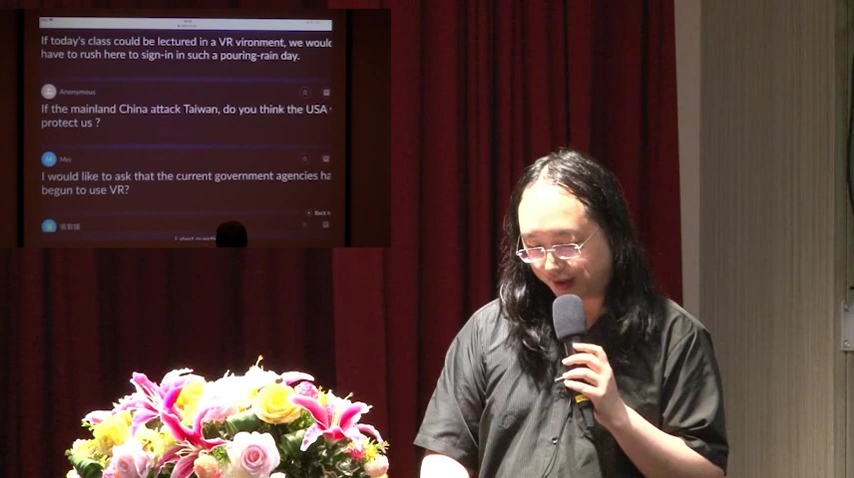 If today's class could be lectured in a VR vironment, we would
have to rush here to sign-in in such a pouring-rain day.
Anonymous
If the mainland China attack Taiwan, do you think the USA
protect us ?
M
Mei
I would like to ask that the current government agencies ha
begun to use VR?
Back